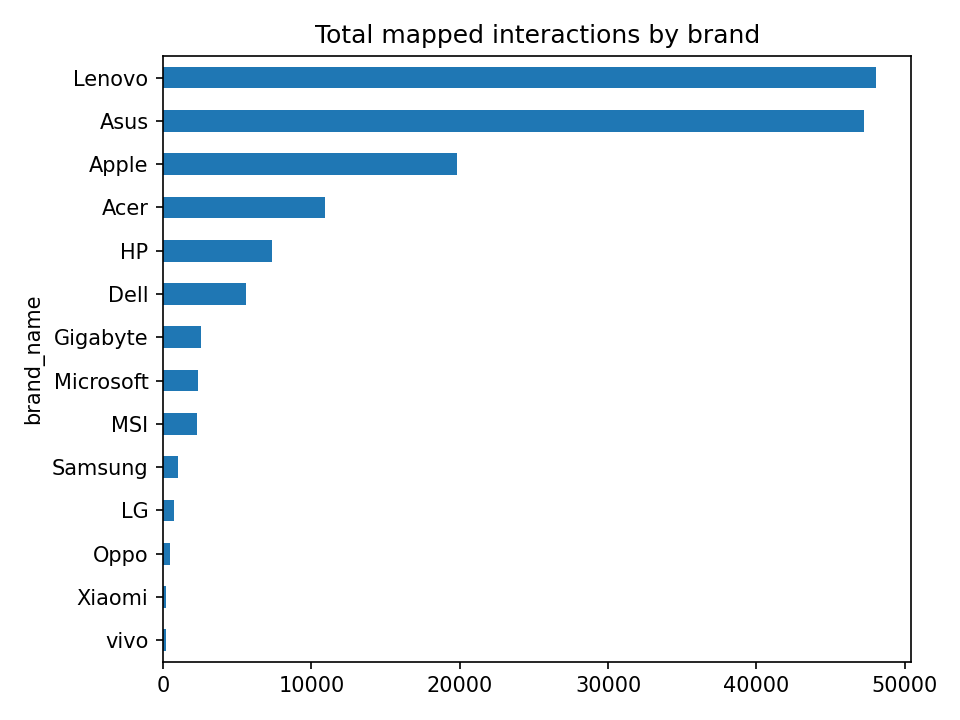 Total mapped interactions by brand
Lenovo
Asus
Apple
Acer
HP
Dell
Gigabyte
Microsoft
MSI
Samsung
LG
Oppo
Xiaomi
vivo
brand_name
0 10000 20000 30000 40000 50000